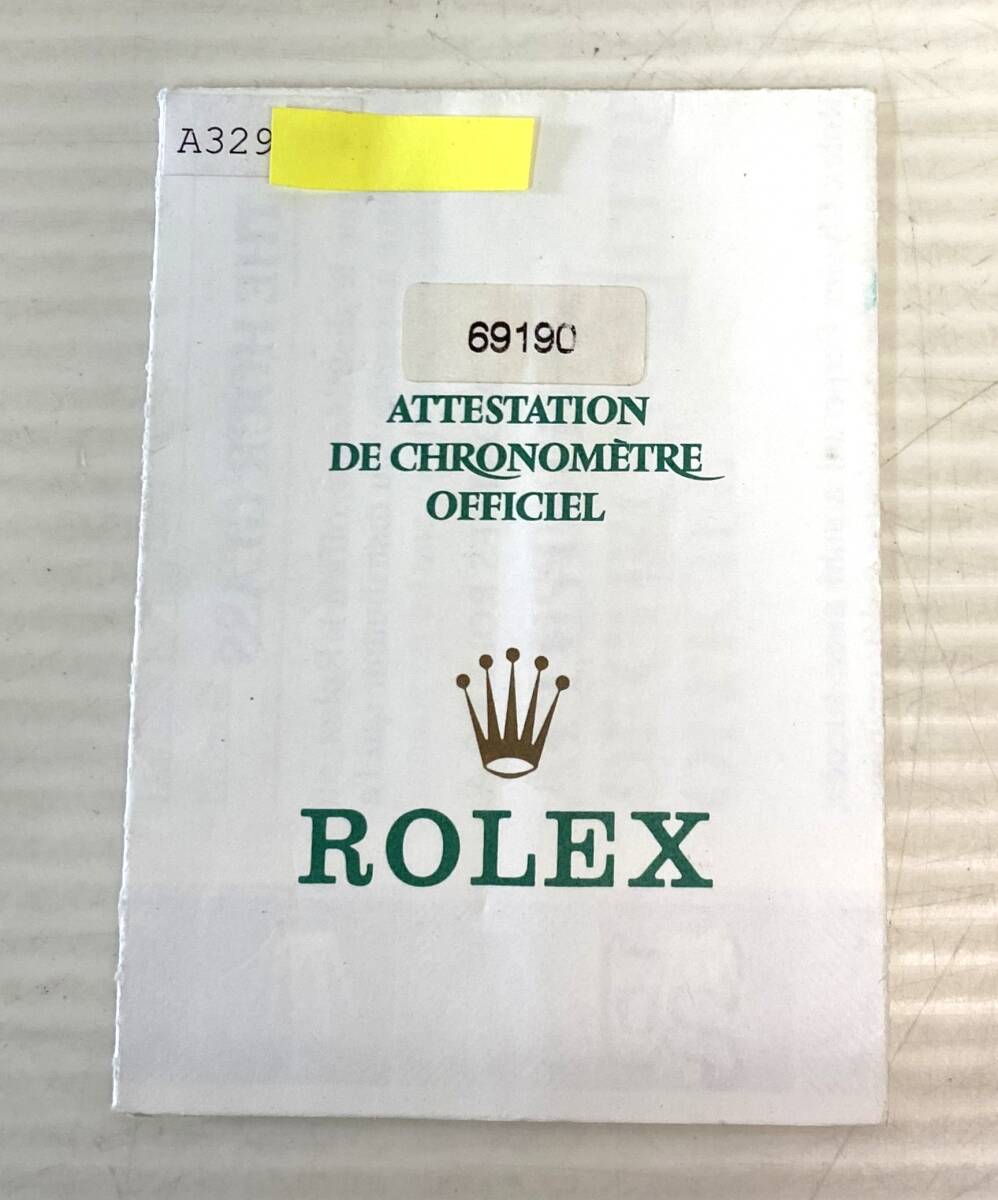 A329
69190
ATTESTATION
DE CHRONOMÈTRE
OFFICIEL
ROLEX